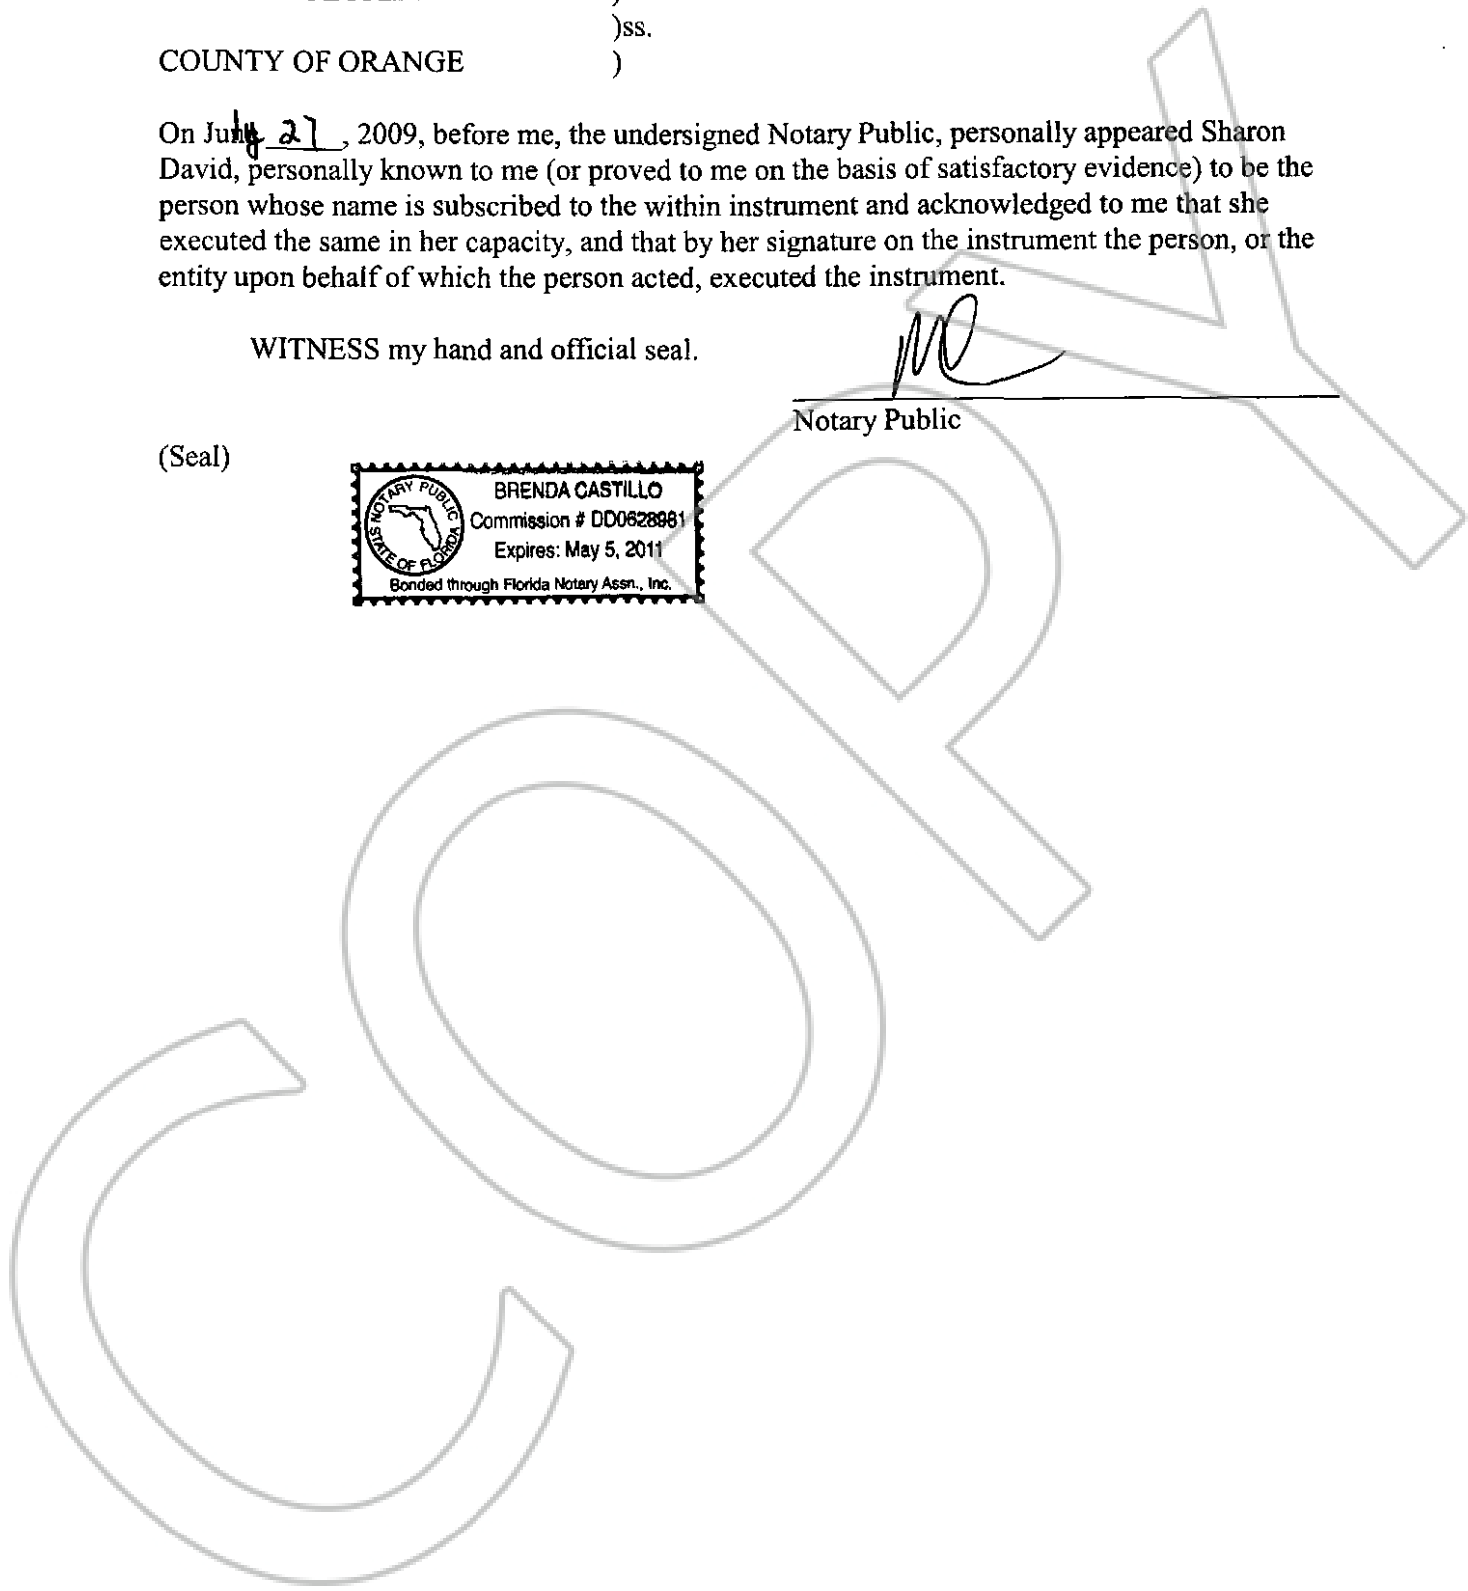 )ss.
COUNTY OF ORANGE )
On July 27, 2009, before me, the undersigned Notary Public, personally appeared Sharon
David, personally known to me (or proved to me on the basis of satisfactory evidence) to be the
person whose name is subscribed to the within instrument and acknowledged to me that she
executed the same in her capacity, and that by her signature on the instrument the person, or the
entity upon behalf of which the person acted, executed the instrument.
WITNESS my hand and official seal.
Notary Public
(Seal)
NOTARY PUBLIC
STATE OF FLORIDA
BRENDA CASTILLO
Commission # DD0628981
Expires: May 5, 2011
Bonded through Florida Notary Assn., Inc.
COPY